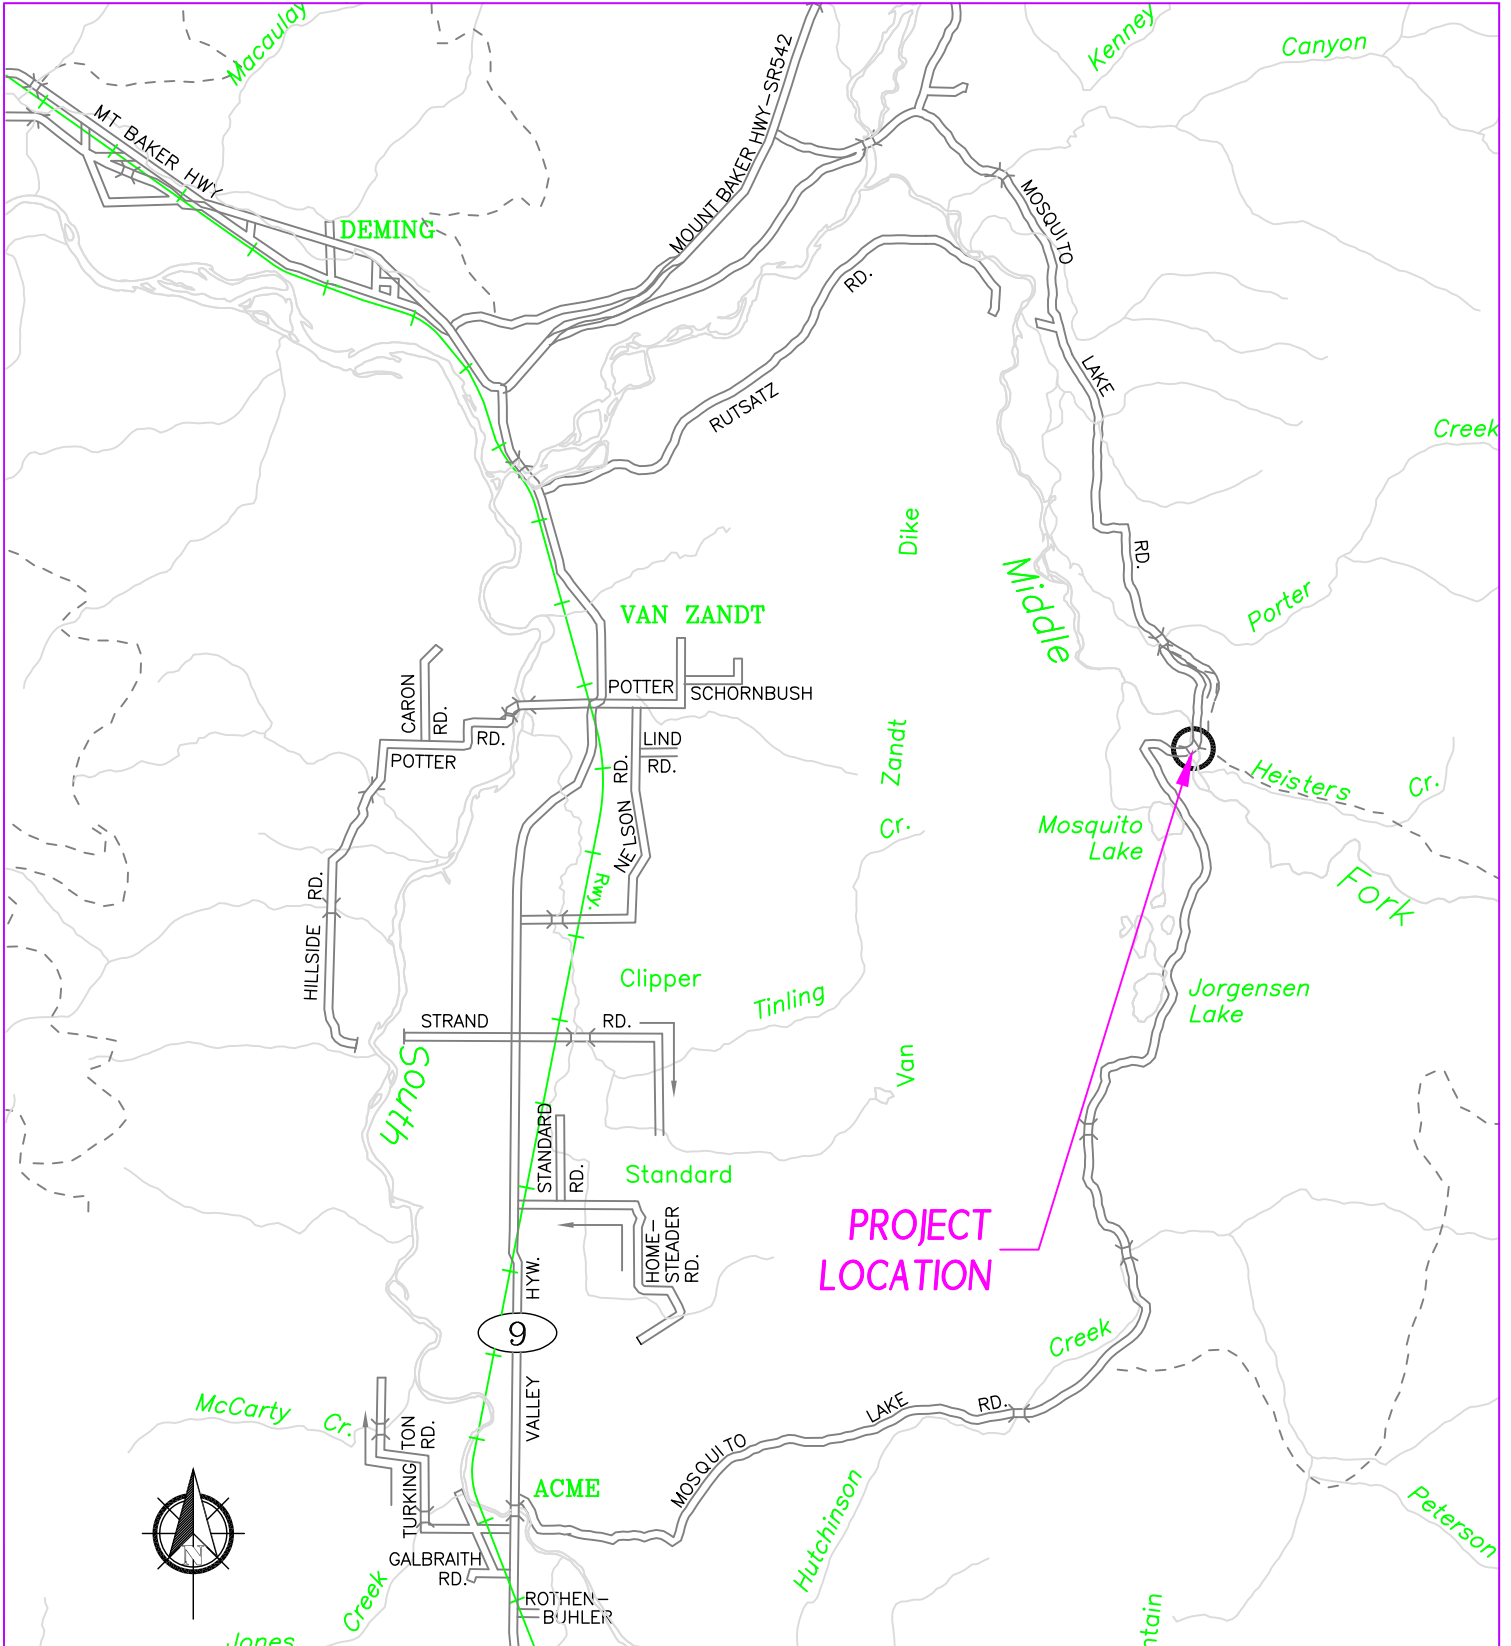 Macaulay
Kenney
Canyon
MT BAKER HWY
MOUNT BAKER HWY-SR542
DEMING
MOSQUITO
LAKE
RD.
RD.
RUTSATZ
Creek
Dike
Middle
Porter
VAN ZANDT
POTTER
SCHORNBUSH
CARON
RD.
RD.
POTTER
LIND
RD.
RD.
NELSON
Zandt
Cr.
Heisters
Cr.
Mosquito
Lake
Fork
Rwy.
HILLSIDE
RD.
Clipper
Tinling
Jorgensen
Lake
STRAND
RD.
South
Van
STANDARD
RD.
Standard
HOME-
STEADER
RD.
PROJECT
LOCATION
HYW.
9
VALLEY
Creek
McCarty
Cr.
TURKINGTON
RD.
ACME
MOSQUITO
LAKE
RD.
Hutchinson
Peterson
N
GALBRAITH
RD.
Creek
ROTHEN-
BUHLER
Jones
ntain